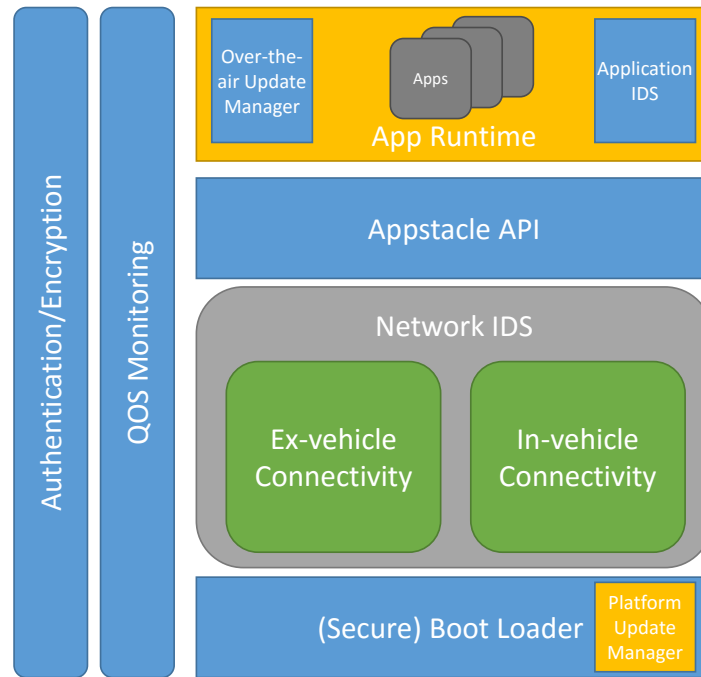 Authentication/Encryption
QOS Monitoring
Over-the-
air Update
Manager
Apps
Application
IDS
App Runtime
Appstacle API
Network IDS
Ex-vehicle
Connectivity
In-vehicle
Connectivity
(Secure) Boot Loader
Platform
Update
Manager